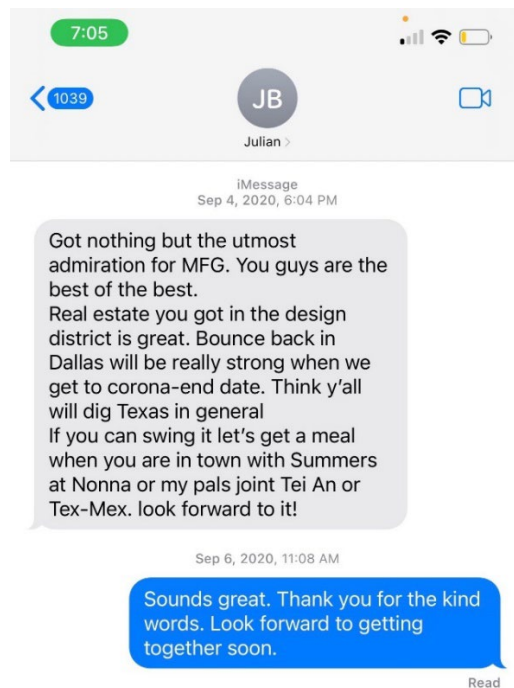 7:05
1039
JB
Julian
iMessage
Sep 4, 2020, 6:04 PM
Got nothing but the utmost
admiration for MFG. You guys are the
best of the best.
Real estate you got in the design
district is great. Bounce back in
Dallas will be really strong when we
get to corona-end date. Think y’all
will dig Texas in general
If you can swing it let’s get a meal
when you are in town with Summers
at Nonna or my pals joint Tei An or
Tex-Mex. look forward to it!
Sep 6, 2020, 11:08 AM
Sounds great. Thank you for the kind
words. Look forward to getting
together soon.
Read